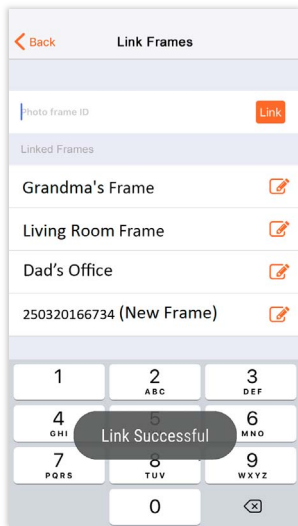 Back Link Frames
Photo frame ID Link
Linked Frames
Grandma's Frame
Living Room Frame
Dad's Office
250320166734 (New Frame)
1 2 3
ABC DEF
4 6
GHI MNO
Link Successful
7 8 9
PQRS TUV WXYZ
0